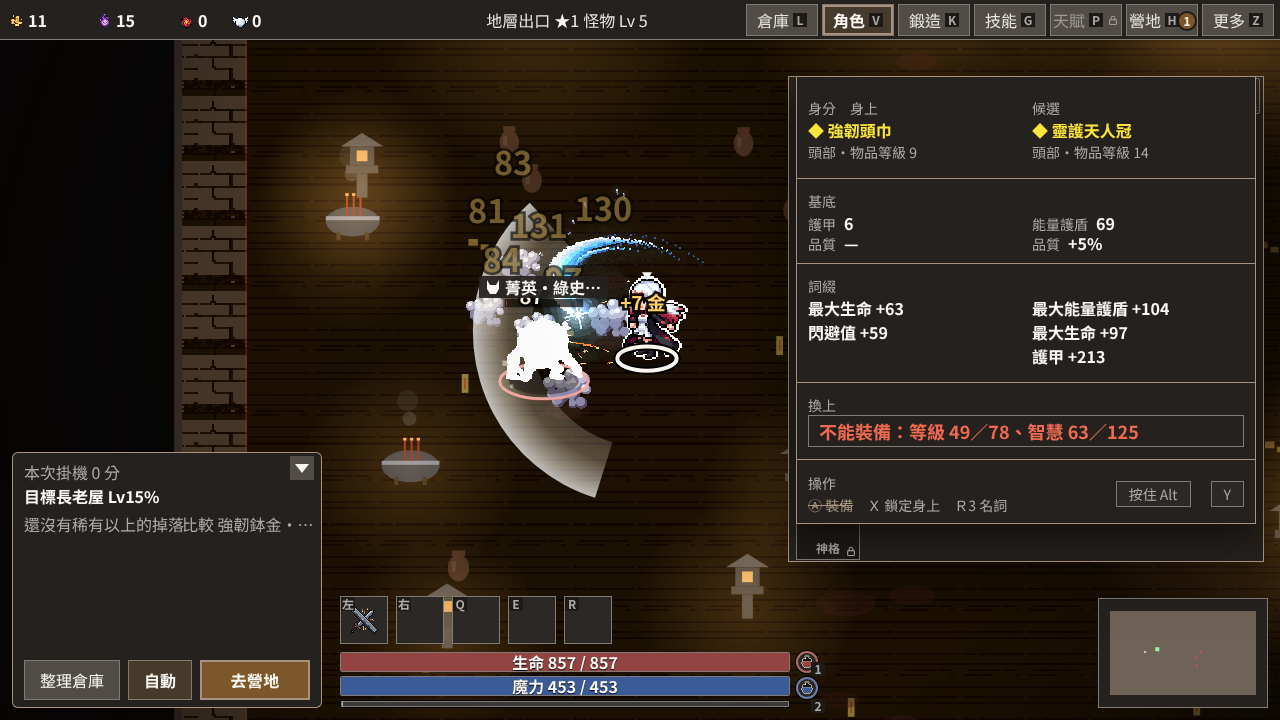 11
15
0
0
地層出口 ★1 怪物 Lv 5
倉庫 L
角色 V
鍛造 K
技能 G
天賦 P
營地 H 1
更多 Z
身分 身上
◆ 強韌頭巾
頭部・物品等級 9
候選
◆ 靈護天人冠
頭部・物品等級 14
基底
護甲 6
品質 —
能量護盾 69
品質 +5%
詞綴
最大生命 +63
閃避值 +59
最大能量護盾 +104
最大生命 +97
護甲 +213
換上
不能裝備：等級 49／78、智慧 63／125
操作
Ⓐ 裝備 X 鎖定身上 R3 名詞
按住 Alt
Y
神格
83
81
131
130
84
菁英・綠史…
+7 金
本次掛機 0 分
目標長老屋 Lv15%
還沒有稀有以上的掉落比較 強韌鉢金・…
整理倉庫
自動
去營地
左
右
Q
E
R
生命 857 / 857
1
魔力 453 / 453
2